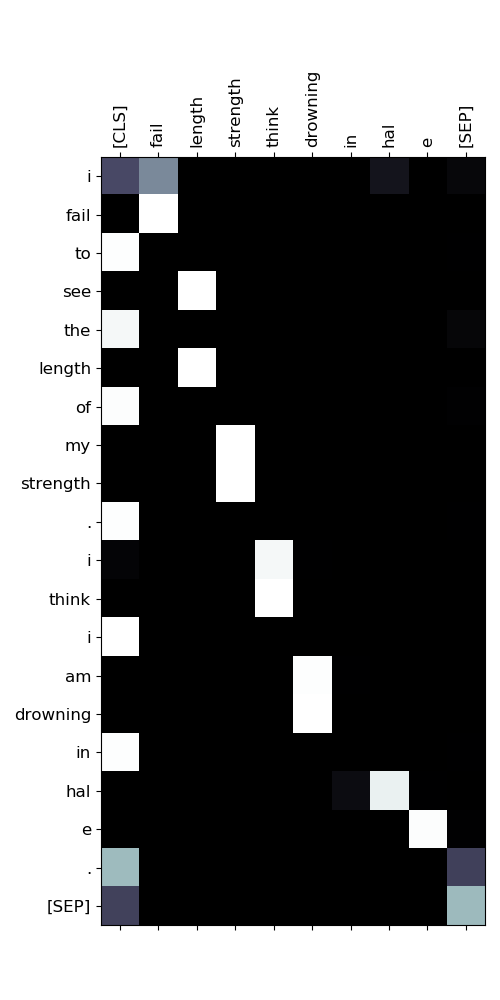 [CLS] fail length strength think drowning in hal e [SEP]
i
fail
to
see
the
length
of
my
strength
.
i
think
i
am
drowning
in
hal
e
.
[SEP]